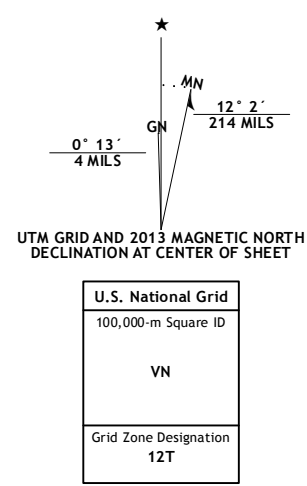 ★
MN
GN
0° 13´
4 MILS
12° 2´
214 MILS
UTM GRID AND 2013 MAGNETIC NORTH
DECLINATION AT CENTER OF SHEET
U.S. National Grid
100,000-m Square ID
VN
Grid Zone Designation
12T